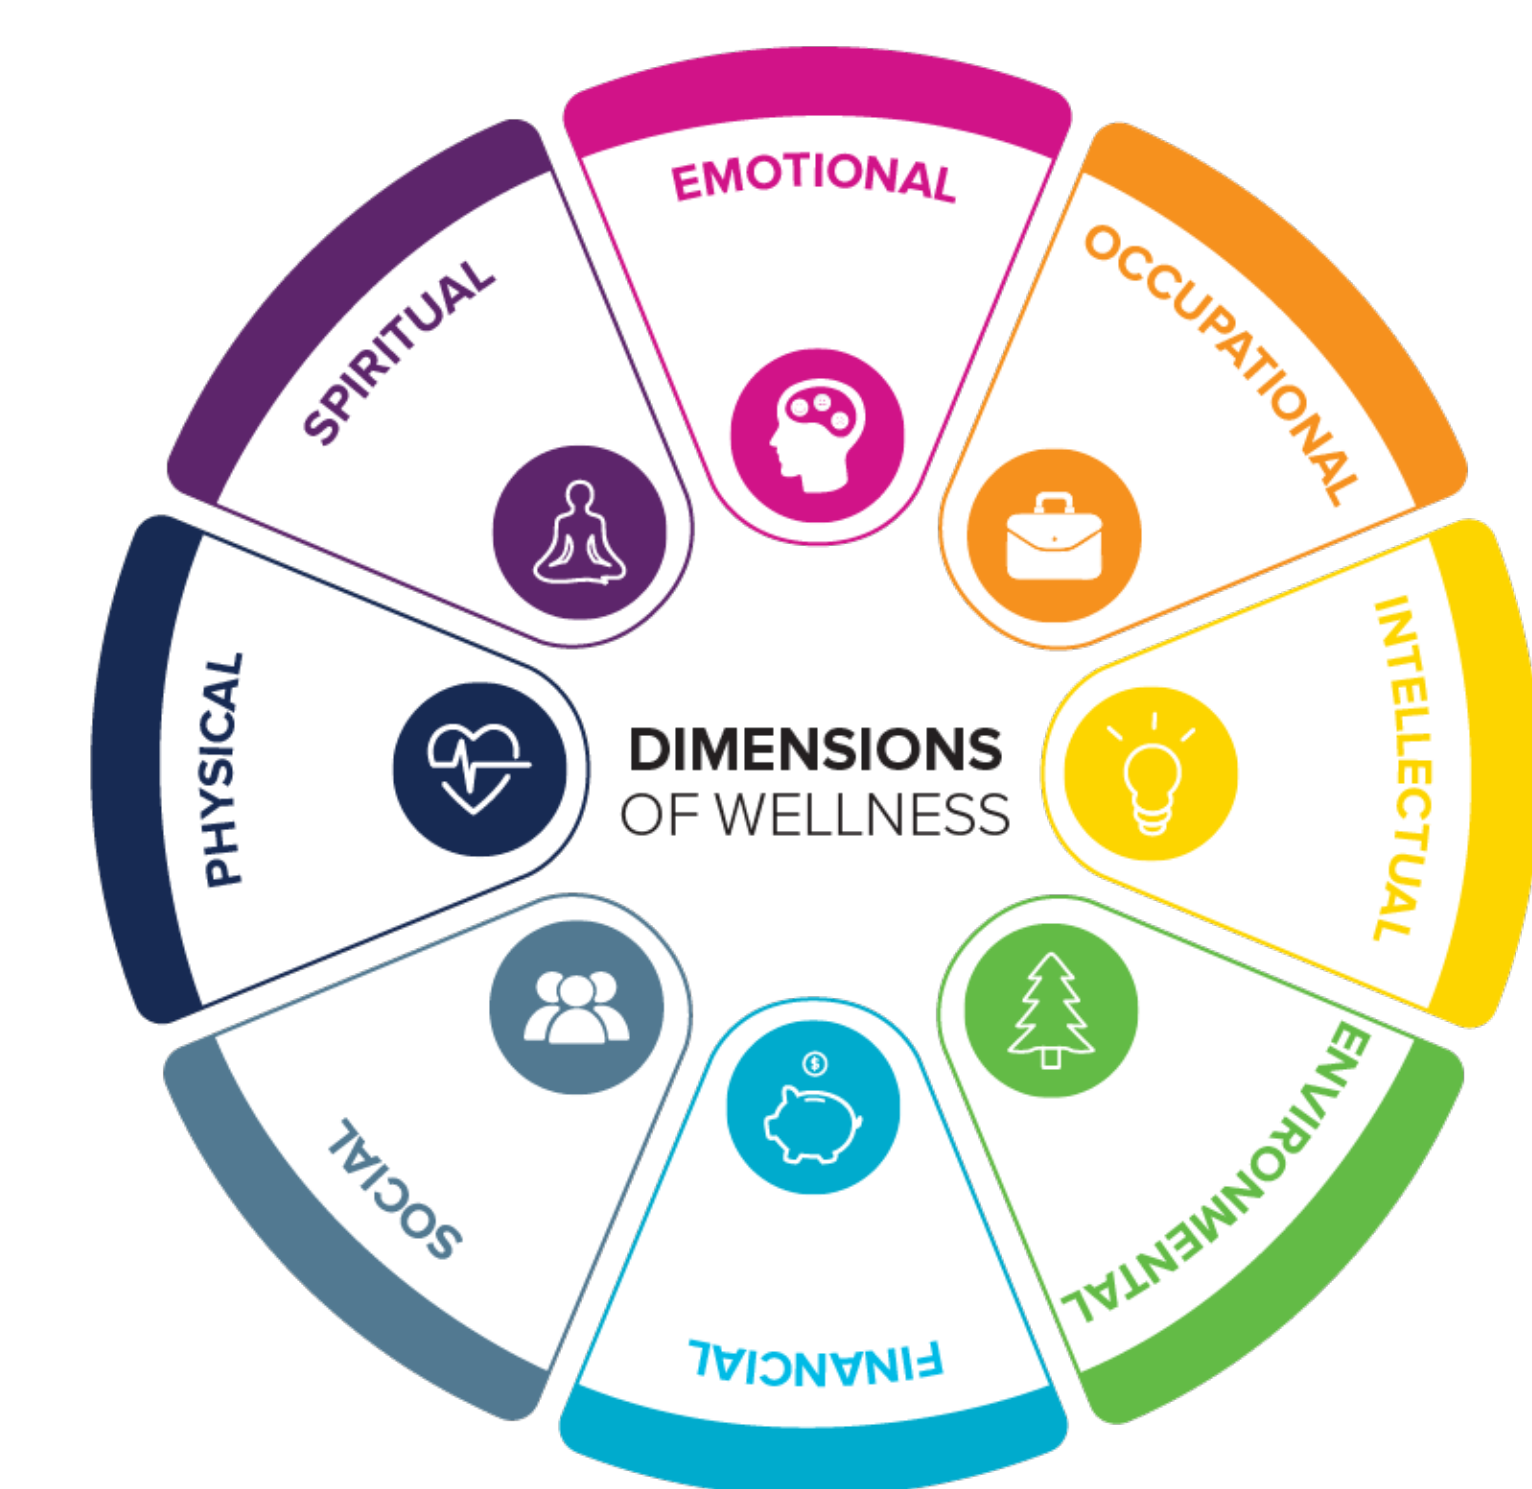 EMOTIONAL
OCCUPATIONAL
INTELLECTUAL
ENVIRONMENTAL
FINANCIAL
SOCIAL
PHYSICAL
SPIRITUAL
DIMENSIONS
OF WELLNESS
$